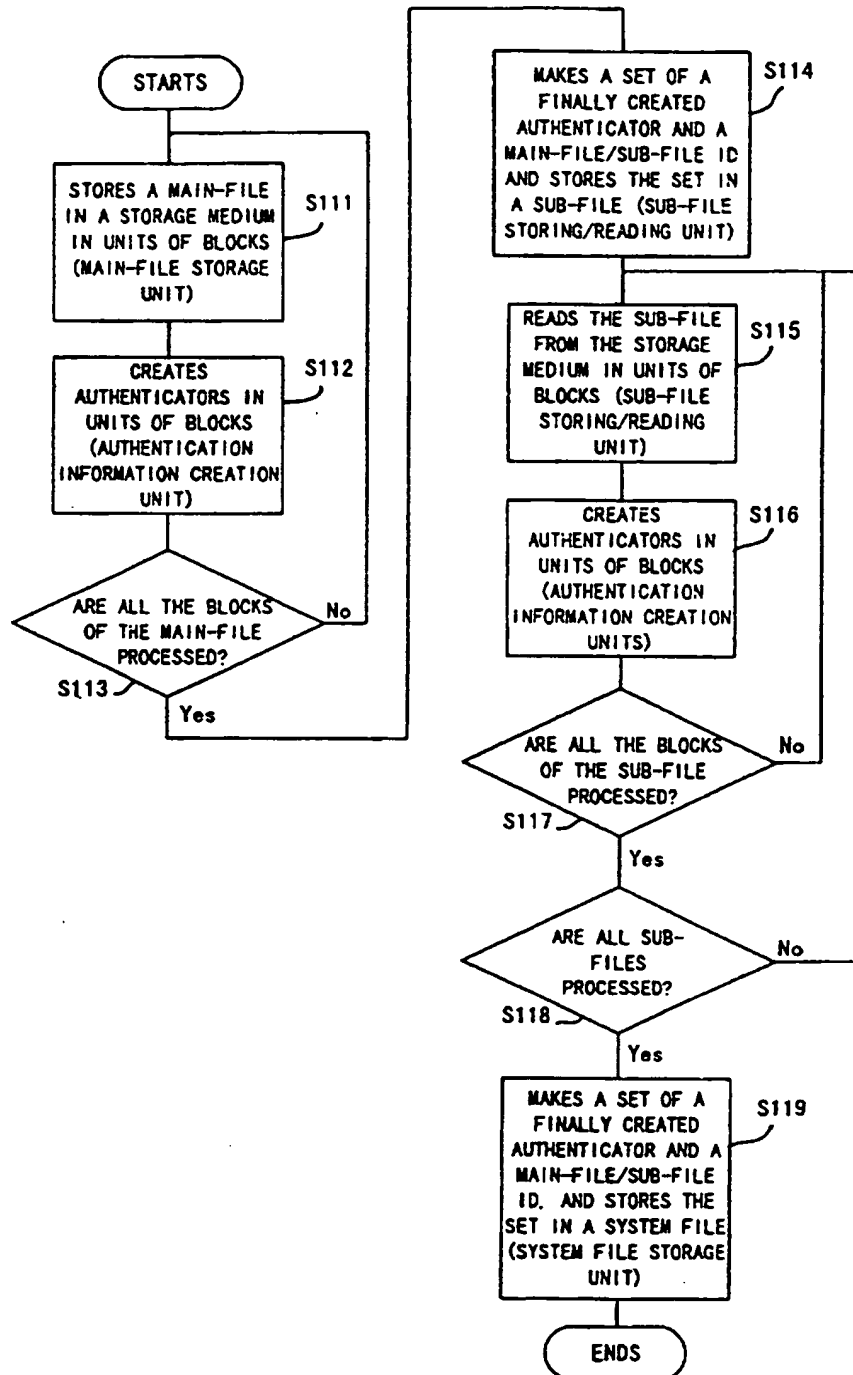 STARTS
STORES A MAIN-FILE
IN A STORAGE MEDIUM
IN UNITS OF BLOCKS
(MAIN-FILE STORAGE
UNIT)
S111
CREATES
AUTHENTICATORS IN
UNITS OF BLOCKS
(AUTHENTICATION
INFORMATION CREATION
UNIT)
S112
ARE ALL THE BLOCKS
OF THE MAIN-FILE
PROCESSED?
No
S113
Yes
MAKES A SET OF A
FINALLY CREATED
AUTHENTICATOR AND A
MAIN-FILE/SUB-FILE ID
AND STORES THE SET IN
A SUB-FILE (SUB-FILE
STORING/READING UNIT)
S114
READS THE SUB-FILE
FROM THE STORAGE
MEDIUM IN UNITS OF
BLOCKS (SUB-FILE
STORING/READING
UNIT)
S115
CREATES
AUTHENTICATORS IN
UNITS OF BLOCKS
(AUTHENTICATION
INFORMATION CREATION
UNITS)
S116
ARE ALL THE BLOCKS
OF THE SUB-FILE
PROCESSED?
No
S117
Yes
ARE ALL SUB-
FILES
PROCESSED?
No
S118
Yes
MAKES A SET OF A
FINALLY CREATED
AUTHENTICATOR AND A
MAIN-FILE/SUB-FILE
ID. AND STORES THE
SET IN A SYSTEM FILE
(SYSTEM FILE STORAGE
UNIT)
S119
ENDS